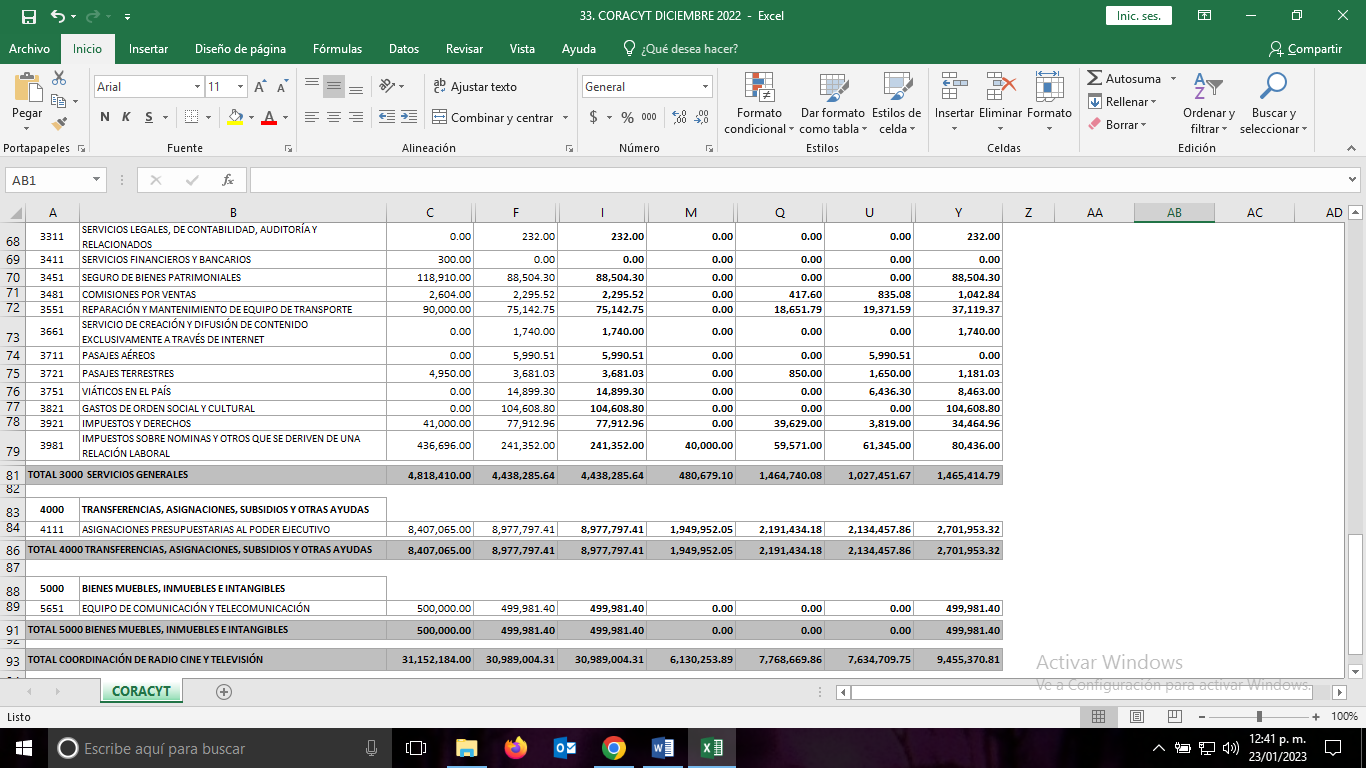 33. CORACYT DICIEMBRE 2022 - Excel
Inic. ses.
Archivo Inicio Insertar Diseño de página Fórmulas Datos Revisar Vista Ayuda ¿Qué desea hacer? Compartir
Pegar
Arial 11
N K S
Ajustar texto
Combinar y centrar
General
$ % 000
Formato condicional
Dar formato como tabla
Estilos de celda
Insertar Eliminar Formato
Autosuma
Rellenar
Borrar
Ordenar y filtrar
Buscar y seleccionar
Portapapeles Fuente Alineación Número Estilos Celdas Edición
AB1 fx
A B C F I M Q U Y Z AA AB AC AD
68 3311 SERVICIOS LEGALES, DE CONTABILIDAD, AUDITORÍA Y RELACIONADOS 0.00 232.00 232.00 0.00 0.00 0.00 232.00
69 3411 SERVICIOS FINANCIEROS Y BANCARIOS 300.00 0.00 0.00 0.00 0.00 0.00 0.00
70 3451 SEGURO DE BIENES PATRIMONIALES 118,910.00 88,504.30 88,504.30 0.00 0.00 0.00 88,504.30
71 3481 COMISIONES POR VENTAS 2,604.00 2,295.52 2,295.52 0.00 417.60 835.08 1,042.84
72 3551 REPARACIÓN Y MANTENIMIENTO DE EQUIPO DE TRANSPORTE 90,000.00 75,142.75 75,142.75 0.00 18,651.79 19,371.59 37,119.37
73 3661 SERVICIO DE CREACIÓN Y DIFUSIÓN DE CONTENIDO EXCLUSIVAMENTE A TRAVÉS DE INTERNET 0.00 1,740.00 1,740.00 0.00 0.00 0.00 1,740.00
74 3711 PASAJES AÉREOS 0.00 5,990.51 5,990.51 0.00 0.00 5,990.51 0.00
75 3721 PASAJES TERRESTRES 4,950.00 3,681.03 3,681.03 0.00 850.00 1,650.00 1,181.03
76 3751 VIÁTICOS EN EL PAÍS 0.00 14,899.30 14,899.30 0.00 0.00 6,436.30 8,463.00
77 3821 GASTOS DE ORDEN SOCIAL Y CULTURAL 0.00 104,608.80 104,608.80 0.00 0.00 0.00 104,608.80
78 3921 IMPUESTOS Y DERECHOS 41,000.00 77,912.96 77,912.96 0.00 39,629.00 3,819.00 34,464.96
79 3981 IMPUESTOS SOBRE NOMINAS Y OTROS QUE SE DERIVEN DE UNA RELACIÓN LABORAL 436,696.00 241,352.00 241,352.00 40,000.00 59,571.00 61,345.00 80,436.00
81 TOTAL 3000 SERVICIOS GENERALES 4,818,410.00 4,438,285.64 4,438,285.64 480,679.10 1,464,740.08 1,027,451.67 1,465,414.79
82
83 4000 TRANSFERENCIAS, ASIGNACIONES, SUBSIDIOS Y OTRAS AYUDAS
84 4111 ASIGNACIONES PRESUPUESTARIAS AL PODER EJECUTIVO 8,407,065.00 8,977,797.41 8,977,797.41 1,949,952.05 2,191,434.18 2,134,457.86 2,701,953.32
86 TOTAL 4000 TRANSFERENCIAS, ASIGNACIONES, SUBSIDIOS Y OTRAS AYUDAS 8,407,065.00 8,977,797.41 8,977,797.41 1,949,952.05 2,191,434.18 2,134,457.86 2,701,953.32
87
88 5000 BIENES MUEBLES, INMUEBLES E INTANGIBLES
89 5651 EQUIPO DE COMUNICACIÓN Y TELECOMUNICACIÓN 500,000.00 499,981.40 499,981.40 0.00 0.00 0.00 499,981.40
91 TOTAL 5000 BIENES MUEBLES, INMUEBLES E INTANGIBLES 500,000.00 499,981.40 499,981.40 0.00 0.00 0.00 499,981.40
92
93 TOTAL COORDINACIÓN DE RADIO CINE Y TELEVISIÓN 31,152,184.00 30,989,004.31 30,989,004.31 6,130,253.89 7,768,669.86 7,634,709.75 9,455,370.81
Activar Windows
Ve a Configuración para activar Windows.
CORACYT
Listo 100%
Escribe aquí para buscar
12:41 p. m.
23/01/2023